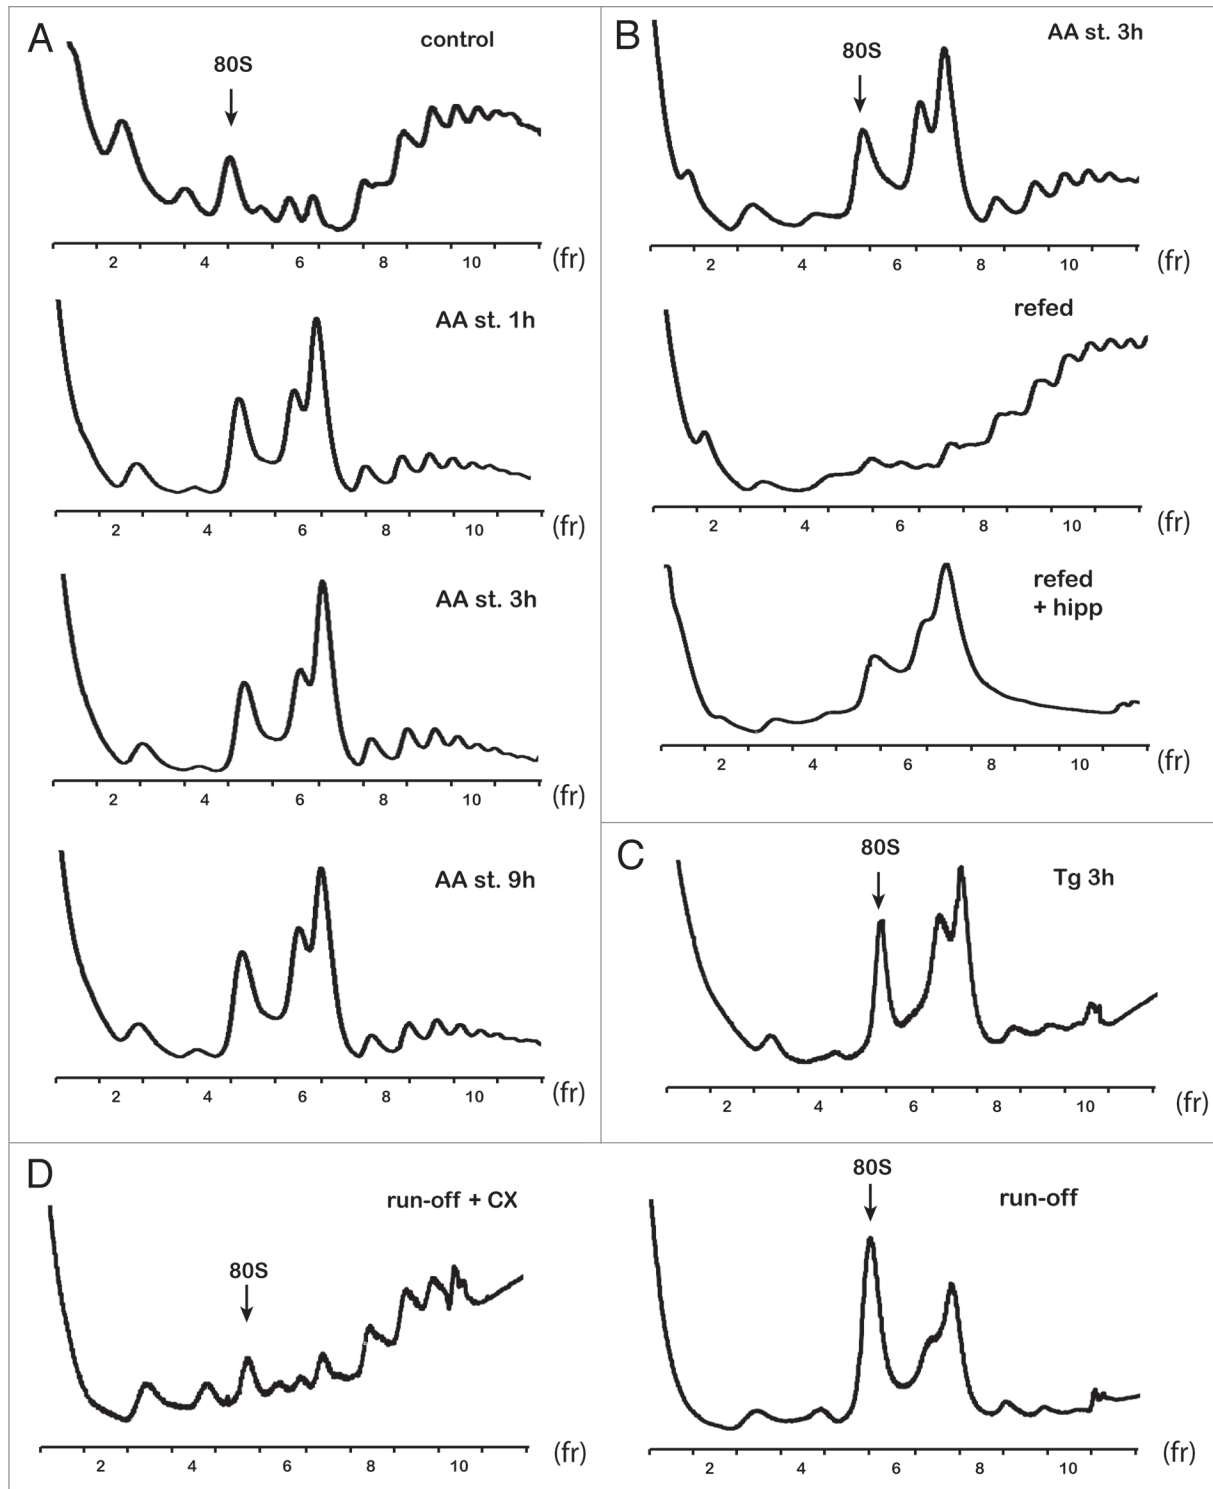 A
control
80S
2 4 6 8 10 (fr)
AA st. 1h
2 4 6 8 10 (fr)
AA st. 3h
2 4 6 8 10 (fr)
AA st. 9h
2 4 6 8 10 (fr)
B
AA st. 3h
80S
2 4 6 8 10 (fr)
refed
2 4 6 8 10 (fr)
refed
+ hipp
2 4 6 8 10 (fr)
C
80S
Tg 3h
2 4 6 8 10 (fr)
D
run-off + CX
80S
2 4 6 8 10 (fr)
80S
run-off
2 4 6 8 10 (fr)